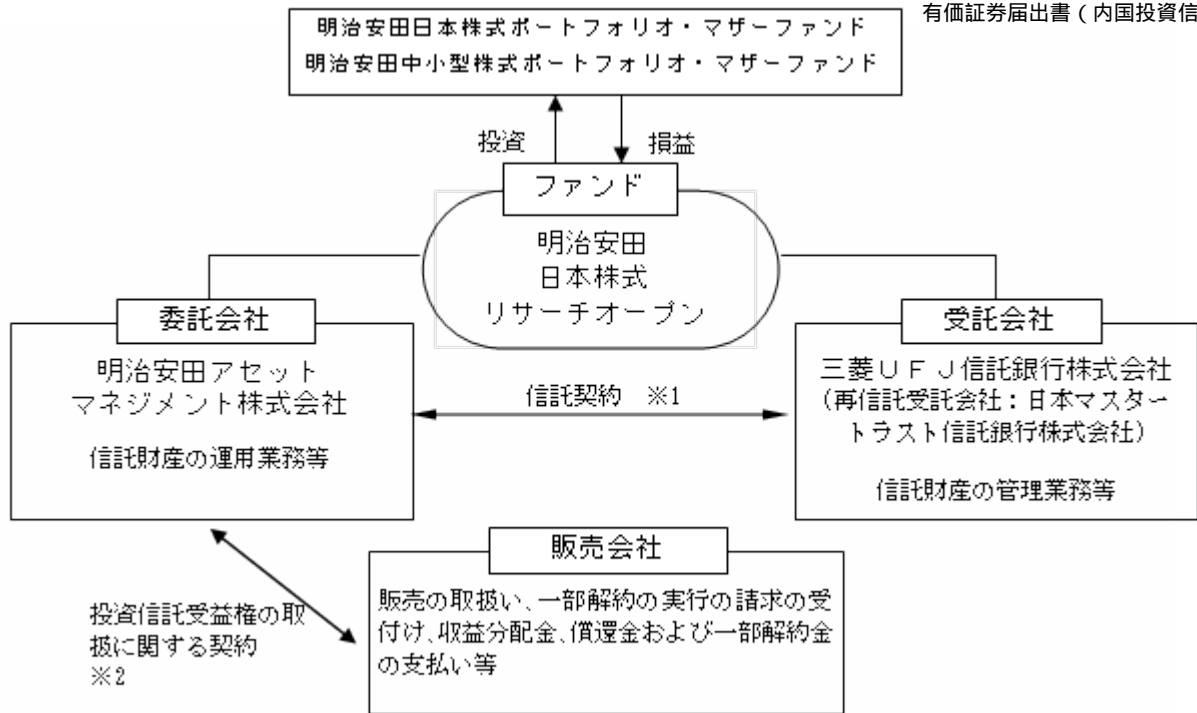 有価証券届出書(内国投資信
明治安田日本株式ポートフォリオ・マザーファンド
明治安田中小型株式ポートフォリオ・マザーファンド
投資
損益
ファンド
明治安田
日本株式
リサーチオープン
委託会社
明治安田アセット
マネジメント株式会社
信託財産の運用業務等
信託契約 ※1
受託会社
三菱UFJ信託銀行株式会社
(再信託受託会社:日本マスター
トラスト信託銀行株式会社)
信託財産の管理業務等
投資信託受益権の取
扱に関する契約
※2
販売会社
販売の取扱い、一部解約の実行の請求の受
付け、収益分配金、償還金および一部解約金
の支払い等